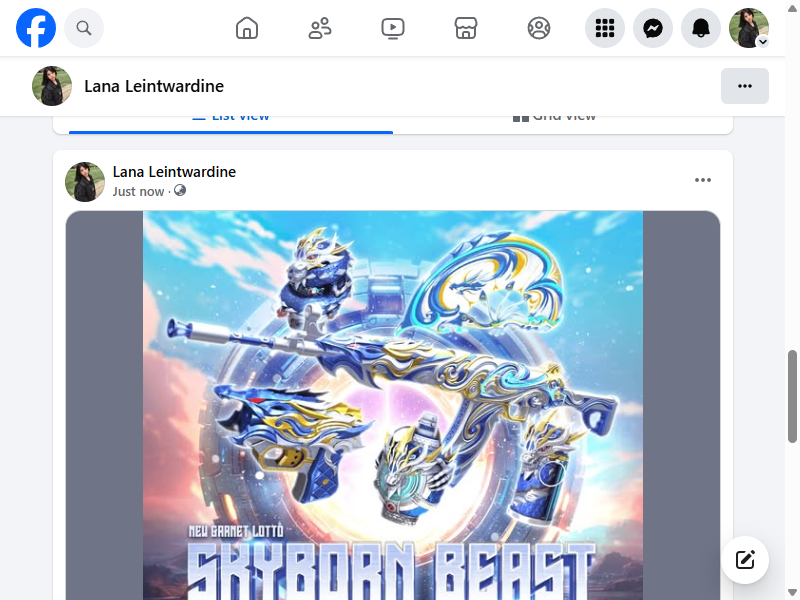 Lana Leintwardine
List view
Grid view
Lana Leintwardine
Just now ·
NEW GARNET LOTTO
SKYBORN BEAST